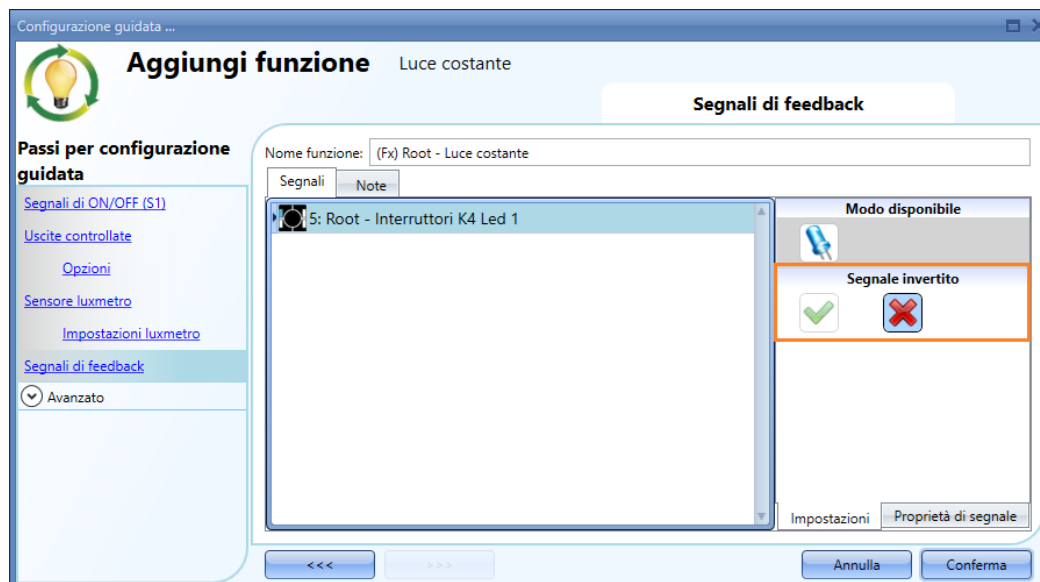 Configurazione guidata ...
Aggiungi funzione Luce costante
Segnali di feedback
Passi per configurazione
guidata
Segnali di ON/OFF (S1)
Uscite controllate
Opzioni
Sensore luxmetro
Impostazioni luxmetro
Segnali di feedback
Avanzato
Nome funzione: (Fx) Root - Luce costante
Segnali Note
5: Root - Interruttori K4 Led 1
Modo disponibile
Segnale invertito
Impostazioni Proprietà di segnale
<<< >>> Annulla Conferma